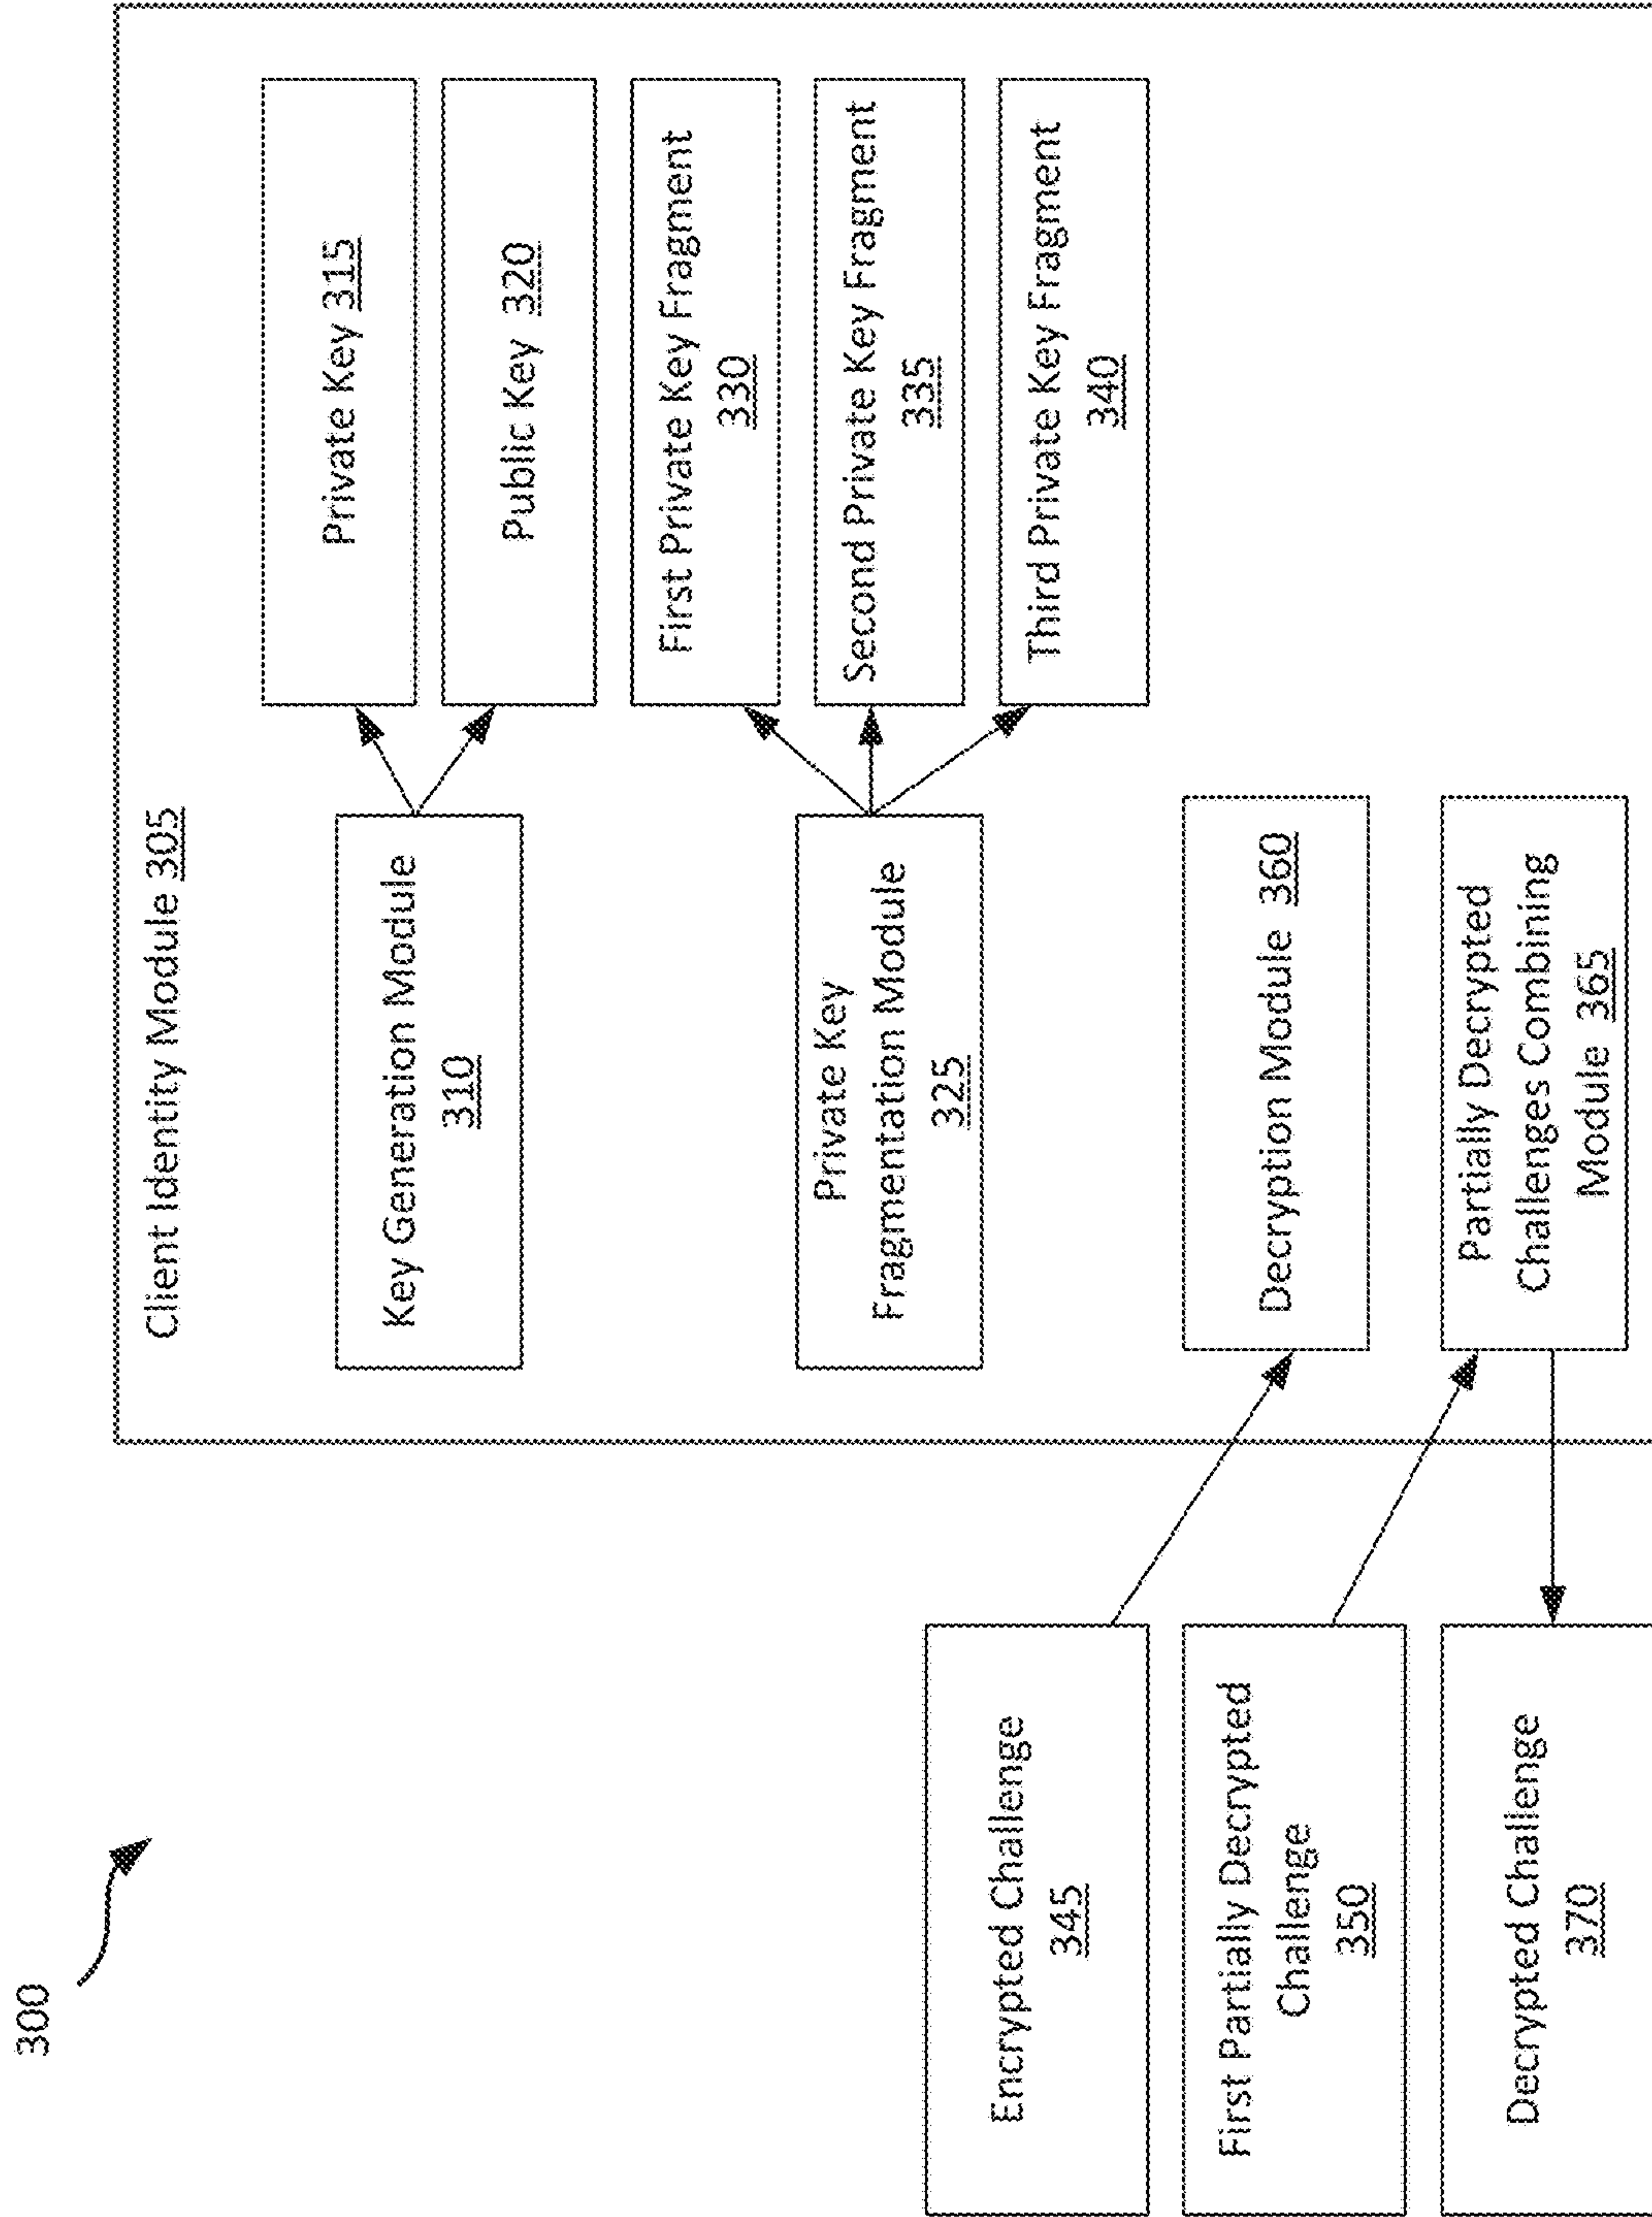 300
Client Identity Module 305
Key Generation Module
310
Private Key 315
Public Key 320
Private Key
Fragmentation Module
325
First Private Key Fragment
330
Second Private Key Fragment
335
Third Private Key Fragment
340
Encrypted Challenge
345
First Partially Decrypted
Challenge
350
Decryption Module 360
Partially Decrypted
Challenges Combining
Module 365
Decrypted Challenge
370